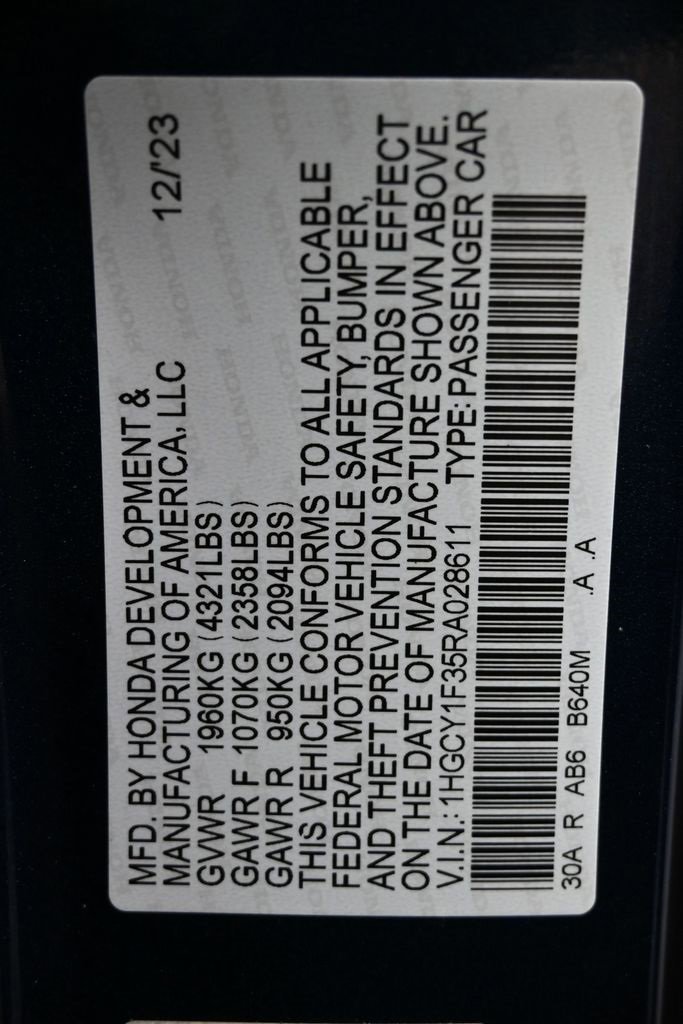 MFD. BY HONDA DEVELOPMENT &
MANUFACTURING OF AMERICA, LLC 12/'23
GVWR 1960KG (4321LBS)
GAWR F 1070KG (2358LBS)
GAWR R 950KG (2094LBS)
THIS VEHICLE CONFORMS TO ALL APPLICABLE
FEDERAL MOTOR VEHICLE SAFETY, BUMPER,
AND THEFT PREVENTION STANDARDS IN EFFECT
ON THE DATE OF MANUFACTURE SHOWN ABOVE.
V.I.N.: 1HGCY1F35RA028611 TYPE: PASSENGER CAR
30A R AB6 B640M .A .A